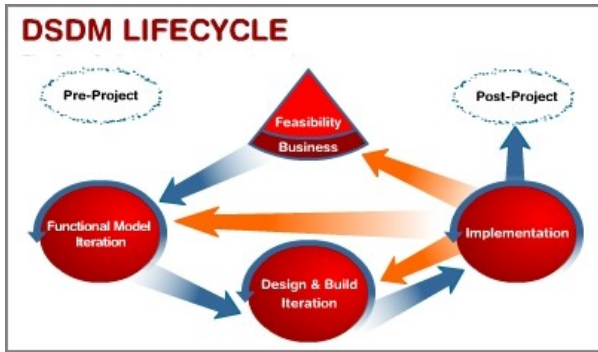 DSDM LIFECYCLE
Pre-Project
Post-Project
Feasibility
Business
Functional Model
Iteration
Implementation
Design & Build
Iteration